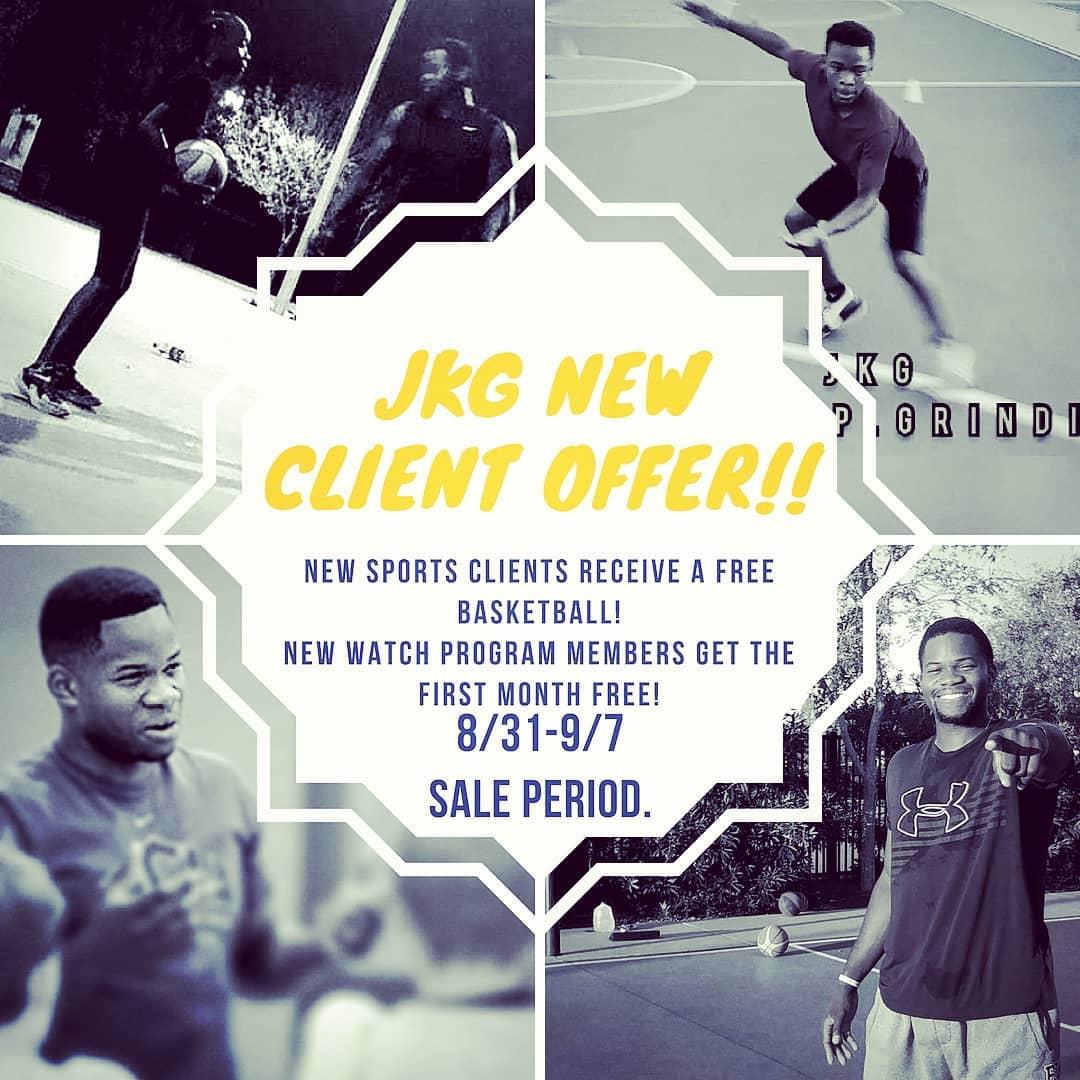 JKG NEW
CLIENT OFFER!!
NEW SPORTS CLIENTS RECEIVE A FREE
BASKETBALL!
NEW WATCH PROGRAM MEMBERS GET THE
FIRST MONTH FREE!
8/31-9/7
SALE PERIOD.
JKG
P.GRINDI